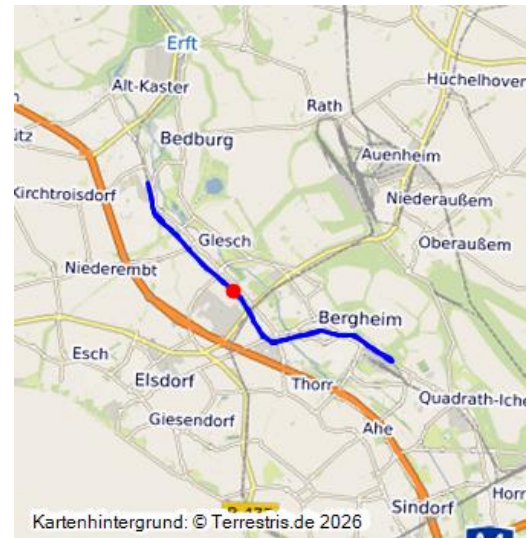 Erft
Alt-Kaster
Hüchelhoven
Rath
Bedburg
Auenheim
Kirchtroisdorf
Niederaußem
Glesch
Oberaußem
Niederembt
Bergheim
Esch
Elsdorf
Thorr
Quadrath-Iche
Giesendorf
Ahe
Sindorf
Kartenhintergrund: © Terrestris.de 2026